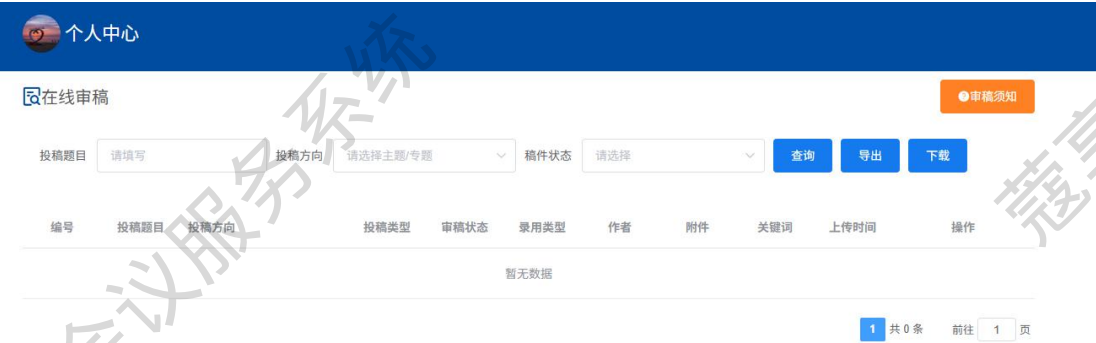 个人中心
在线审稿
审稿须知
投稿题目 请填写 投稿方向 请选择主题/专题 稿件状态 请选择 查询 导出 下载
编号 投稿题目 投稿方向 投稿类型 审稿状态 录用类型 作者 附件 关键词 上传时间 操作
暂无数据
1 共 0 条 前往 1 页
会议服务系统
蔻享